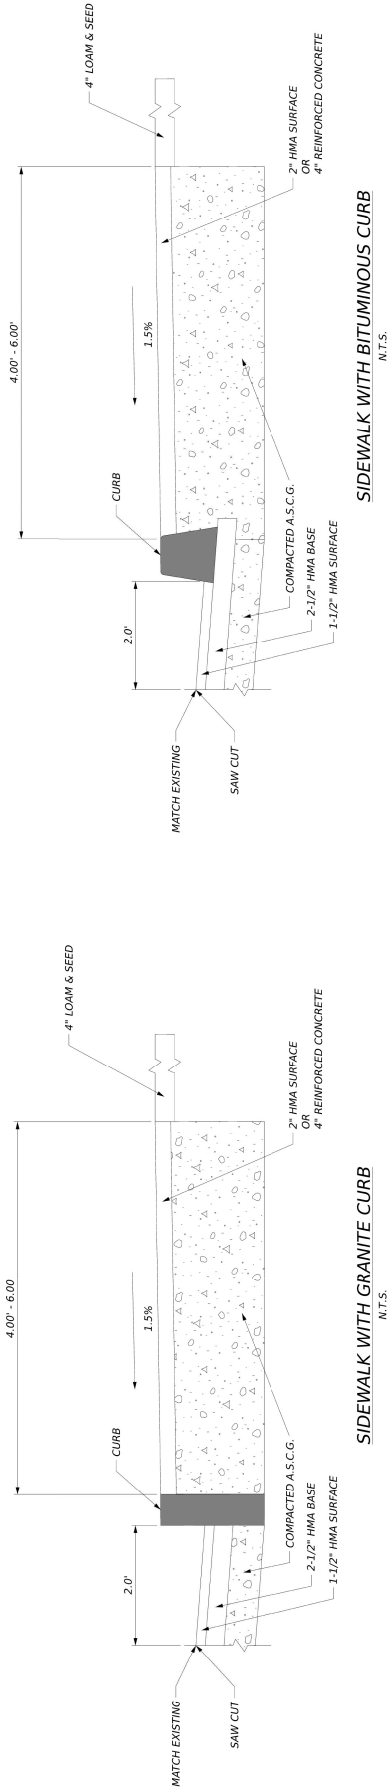 MATCH EXISTING
SAW CUT
2.0'
CURB
4.00' - 6.00
1.5%
4" LOAM & SEED
2" HMA SURFACE
OR
4" REINFORCED CONCRETE
COMPACTED A.S.C.G.
2-1/2" HMA BASE
1-1/2" HMA SURFACE
SIDEWALK WITH GRANITE CURB
N.T.S.
MATCH EXISTING
SAW CUT
2.0'
CURB
4.00' - 6.00'
1.5%
4" LOAM & SEED
2" HMA SURFACE
OR
4" REINFORCED CONCRETE
COMPACTED A.S.C.G.
2-1/2" HMA BASE
1-1/2" HMA SURFACE
SIDEWALK WITH BITUMINOUS CURB
N.T.S.